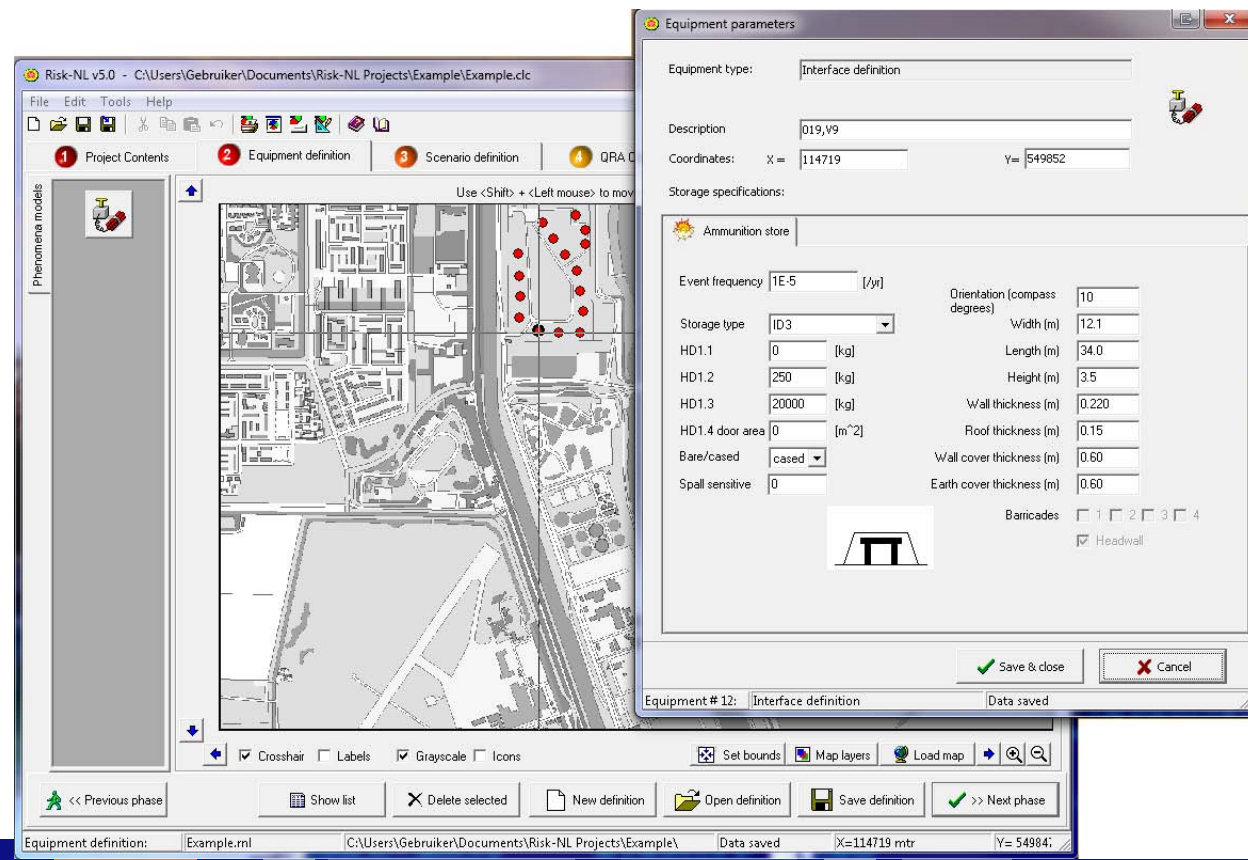 Equipment parameters
Equipment type: Interface definition
Description 019,V9
Coordinates: X = 114719 Y= 549852
Storage specifications:
Ammunition store
Event frequency 1E-5 [/yr]
Storage type ID3
HD1.1 0 [kg]
HD1.2 250 [kg]
HD1.3 20000 [kg]
HD1.4 door area 0 [m^2]
Bare/cased cased
Spall sensitive 0
Orientation (compass
degrees) 10
Width (m) 12.1
Length (m) 34.0
Height (m) 3.5
Wall thickness (m) 0.220
Roof thickness (m) 0.15
Wall cover thickness (m) 0.60
Earth cover thickness (m) 0.60
Barricades 1 2 3 4
Headwall
Save & close Cancel
Equipment # 12: Interface definition Data saved
Risk-NL v5.0 - C:\Users\Gebruiker\Documents\Risk-NL Projects\Example\Example.clc
File Edit Tools Help
1 Project Contents 2 Equipment definition 3 Scenario definition 4 QRA
Phenomena models
Use <Shift> + <Left mouse> to mov
Crosshair Labels Grayscale Icons Set bounds Map layers Load map
<< Previous phase Show list Delete selected New definition Open definition Save definition >> Next phase
Equipment definition: Example.rnl C:\Users\Gebruiker\Documents\Risk-NL Projects\Example\ Data saved X=114719 mtr Y= 54984